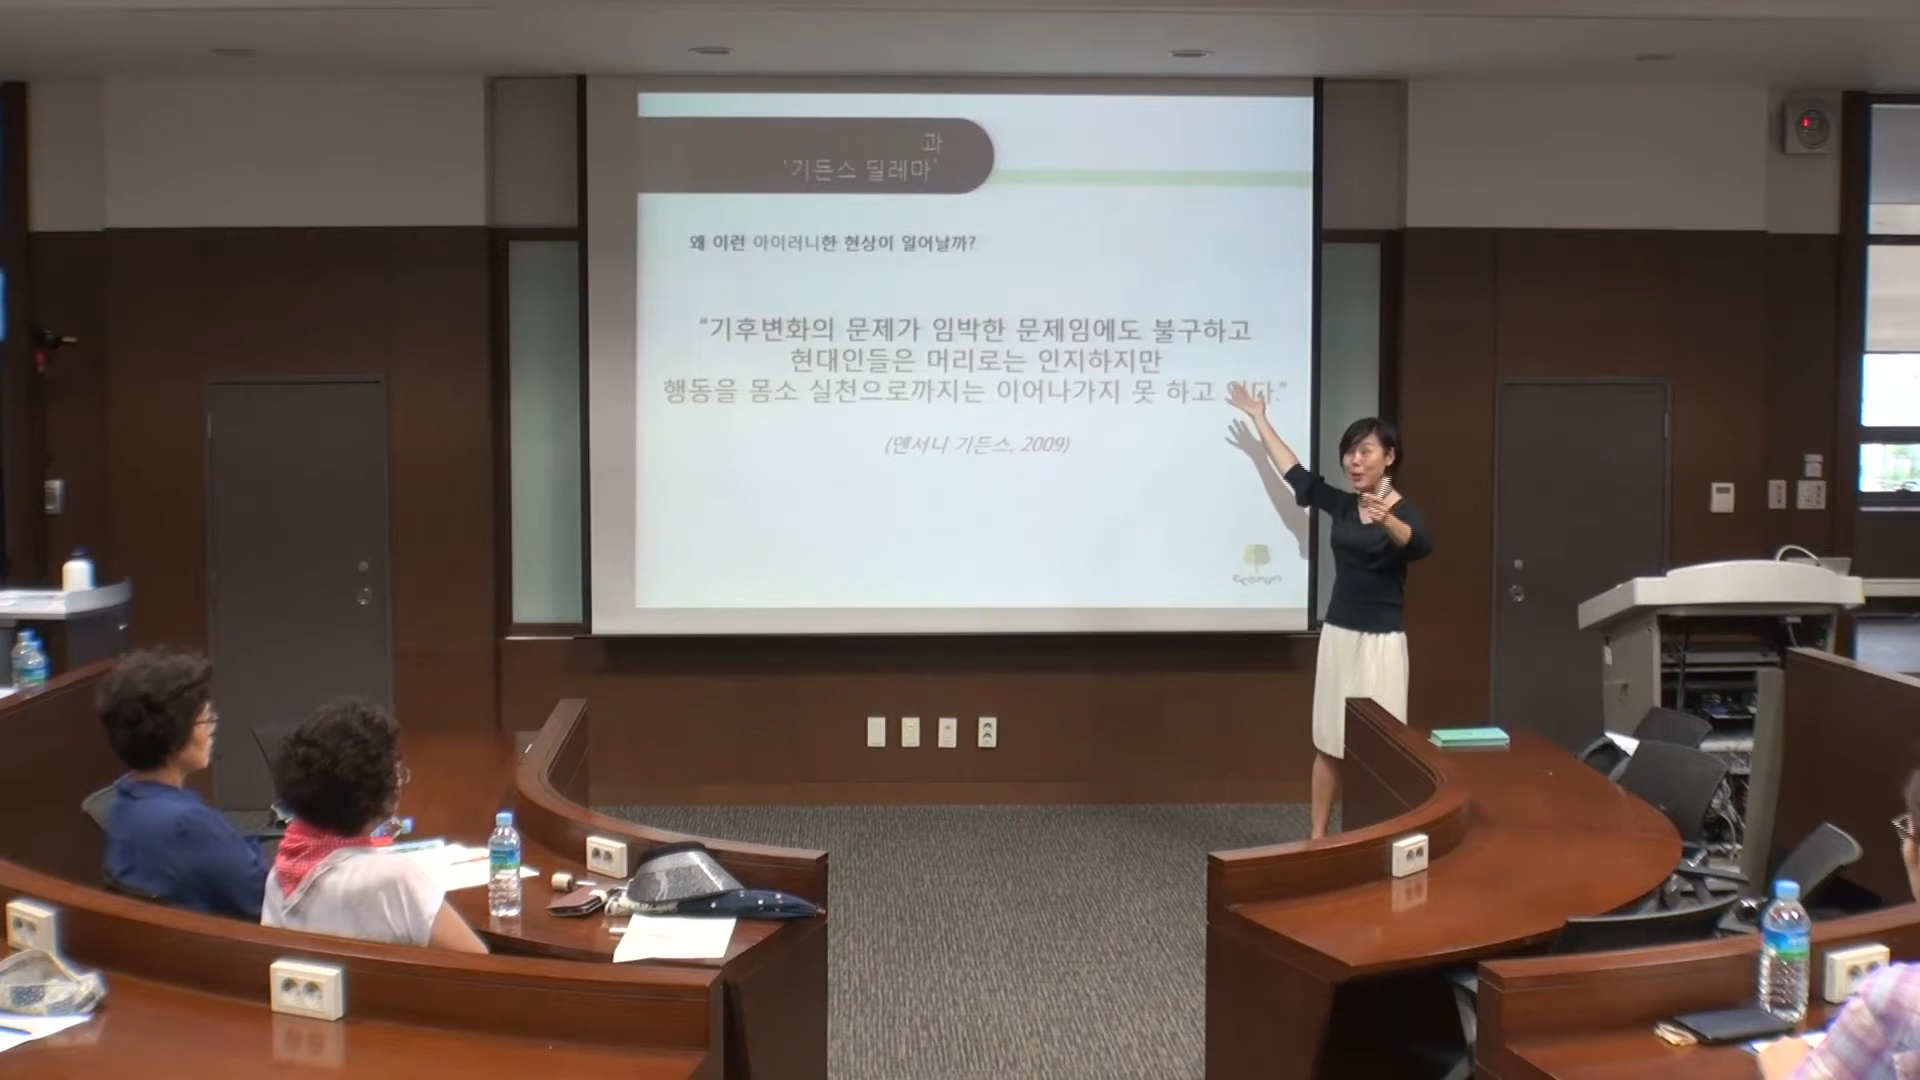 과
‘기든스 딜레마’
왜 이런 아이러니한 현상이 일어날까?
“기후변화의 문제가 임박한 문제임에도 불구하고
현대인들은 머리로는 인지하지만
행동을 몸소 실천으로까지는 이어나가지 못 하고 있다.”
(앤서니 기든스, 2009)
ecofun